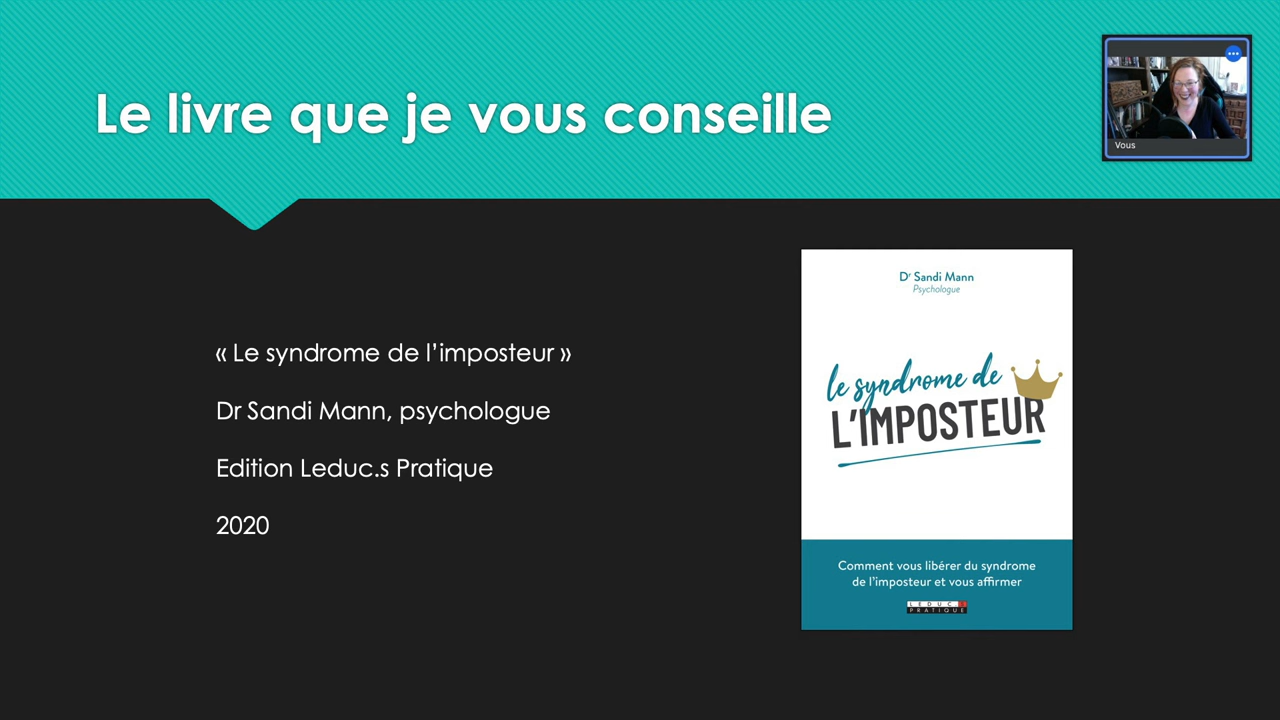 Le livre que je vous conseille
Vous
« Le syndrome de l’imposteur »
Dr Sandi Mann, psychologue
Edition Leduc.s Pratique
2020
Dr Sandi Mann
Psychologue
le syndrome de
L’IMPOSTEUR
Comment vous libérer du syndrome
de l’imposteur et vous affirmer
LEDUC.S
PRATIQUE